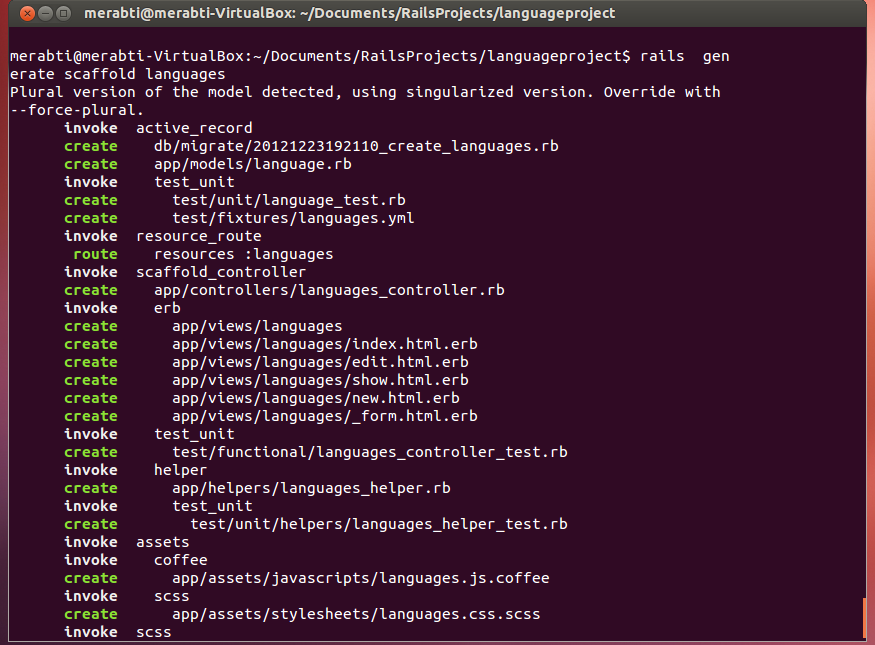 merabti@merabti-VirtualBox: ~/Documents/RailsProjects/languageproject
merabti@merabti-VirtualBox:~/Documents/RailsProjects/languageproject$ rails  gen
erate scaffold languages
Plural version of the model detected, using singularized version. Override with
--force-plural.
      invoke  active_record
      create    db/migrate/20121223192110_create_languages.rb
      create    app/models/language.rb
      invoke    test_unit
      create      test/unit/language_test.rb
      create      test/fixtures/languages.yml
      invoke  resource_route
       route    resources :languages
      invoke  scaffold_controller
      create    app/controllers/languages_controller.rb
      invoke    erb
      create      app/views/languages
      create      app/views/languages/index.html.erb
      create      app/views/languages/edit.html.erb
      create      app/views/languages/show.html.erb
      create      app/views/languages/new.html.erb
      create      app/views/languages/_form.html.erb
      invoke    test_unit
      create      test/functional/languages_controller_test.rb
      invoke    helper
      create      app/helpers/languages_helper.rb
      invoke      test_unit
      create        test/unit/helpers/languages_helper_test.rb
      invoke  assets
      invoke    coffee
      create      app/assets/javascripts/languages.js.coffee
      invoke    scss
      create      app/assets/stylesheets/languages.css.scss
      invoke  scss